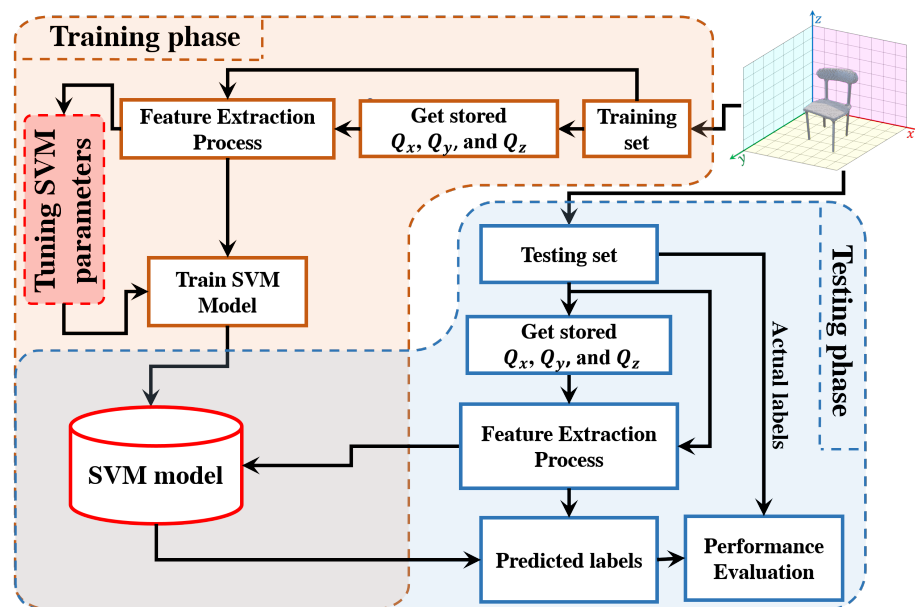 Training phase
z
x
y
Feature Extraction
Process
Get stored
Qx, Qy, and Qz
Training
set
Tuning SVM
parameters
Train SVM
Model
Testing set
Testing phase
Get stored
Qx, Qy, and Qz
Actual labels
Feature Extraction
Process
SVM model
Predicted labels
Performance
Evaluation